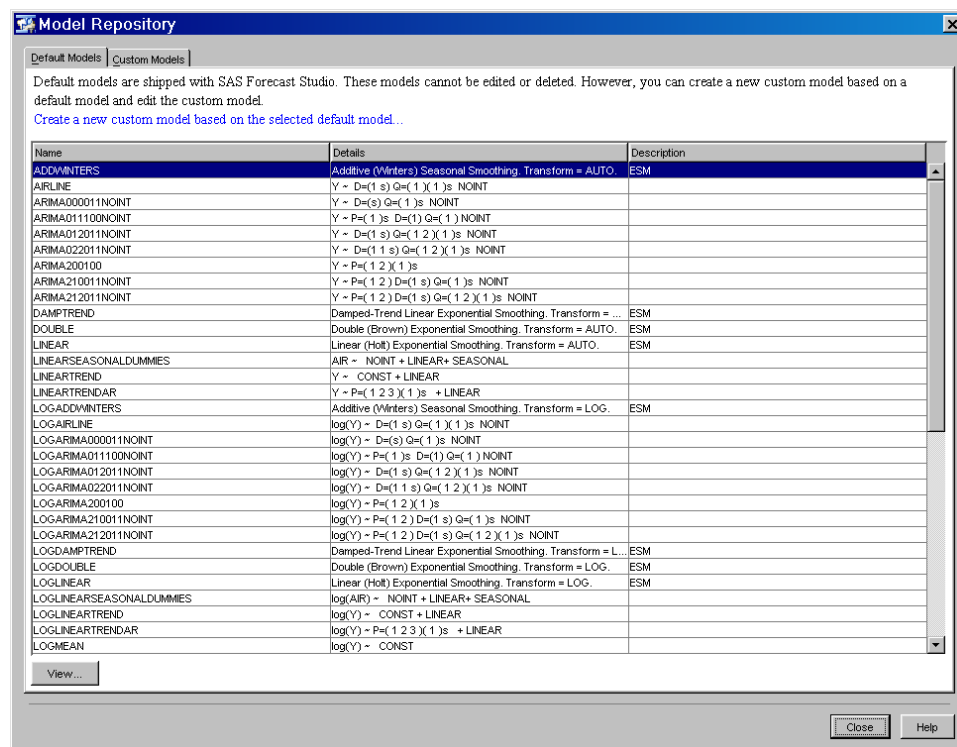 Model Repository
Default Models Custom Models
Default models are shipped with SAS Forecast Studio. These models cannot be edited or deleted. However, you can create a new custom model based on a
default model and edit the custom model.
Create a new custom model based on the selected default model...
Name Details Description
ADDWINTERS Additive (Winters) Seasonal Smoothing. Transform = AUTO. ESM
AIRLINE Y ~ D=(1 s) Q=( 1 )( 1 )s NOINT
ARIMA000011NOINT Y ~ D=(s) Q=( 1 )s NOINT
ARIMA011100NOINT Y ~ P=( 1 )s D=(1) Q=( 1 ) NOINT
ARIMA012011NOINT Y ~ D=(1 s) Q=( 1 2 )( 1 )s NOINT
ARIMA022011NOINT Y ~ D=(1 1 s) Q=( 1 2 )( 1 )s NOINT
ARIMA200100 Y ~ P=( 1 2 )( 1 )s
ARIMA210011NOINT Y ~ P=( 1 2 ) D=(1 s) Q=( 1 )s NOINT
ARIMA212011NOINT Y ~ P=( 1 2 ) D=(1 s) Q=( 1 2 )( 1 )s NOINT
DAMPTREND Damped-Trend Linear Exponential Smoothing. Transform = ... ESM
DOUBLE Double (Brown) Exponential Smoothing. Transform = AUTO. ESM
LINEAR Linear (Holt) Exponential Smoothing. Transform = AUTO. ESM
LINEARSEASONALDUMMIES AIR ~ NOINT + LINEAR+ SEASONAL
LINEARTREND Y ~ CONST + LINEAR
LINEARTRENDAR Y ~ P=( 1 2 3 )( 1 )s + LINEAR
LOGADDWINTERS Additive (Winters) Seasonal Smoothing. Transform = LOG. ESM
LOGAIRLINE log(Y) ~ D=(1 s) Q=( 1 )( 1 )s NOINT
LOGARIMA000011NOINT log(Y) ~ D=(s) Q=( 1 )s NOINT
LOGARIMA011100NOINT log(Y) ~ P=( 1 )s D=(1) Q=( 1 ) NOINT
LOGARIMA012011NOINT log(Y) ~ D=(1 s) Q=( 1 2 )( 1 )s NOINT
LOGARIMA022011NOINT log(Y) ~ D=(1 1 s) Q=( 1 2 )( 1 )s NOINT
LOGARIMA200100 log(Y) ~ P=( 1 2 )( 1 )s
LOGARIMA210011NOINT log(Y) ~ P=( 1 2 ) D=(1 s) Q=( 1 )s NOINT
LOGARIMA212011NOINT log(Y) ~ P=( 1 2 ) D=(1 s) Q=( 1 2 )( 1 )s NOINT
LOGDAMPTREND Damped-Trend Linear Exponential Smoothing. Transform = L... ESM
LOGDOUBLE Double (Brown) Exponential Smoothing. Transform = LOG. ESM
LOGLINEAR Linear (Holt) Exponential Smoothing. Transform = LOG. ESM
LOGLINEARSEASONALDUMMIES log(AIR) ~ NOINT + LINEAR+ SEASONAL
LOGLINEARTREND log(Y) ~ CONST + LINEAR
LOGLINEARTRENDAR log(Y) ~ P=( 1 2 3 )( 1 )s + LINEAR
LOGMEAN log(Y) ~ CONST
View...
Close Help